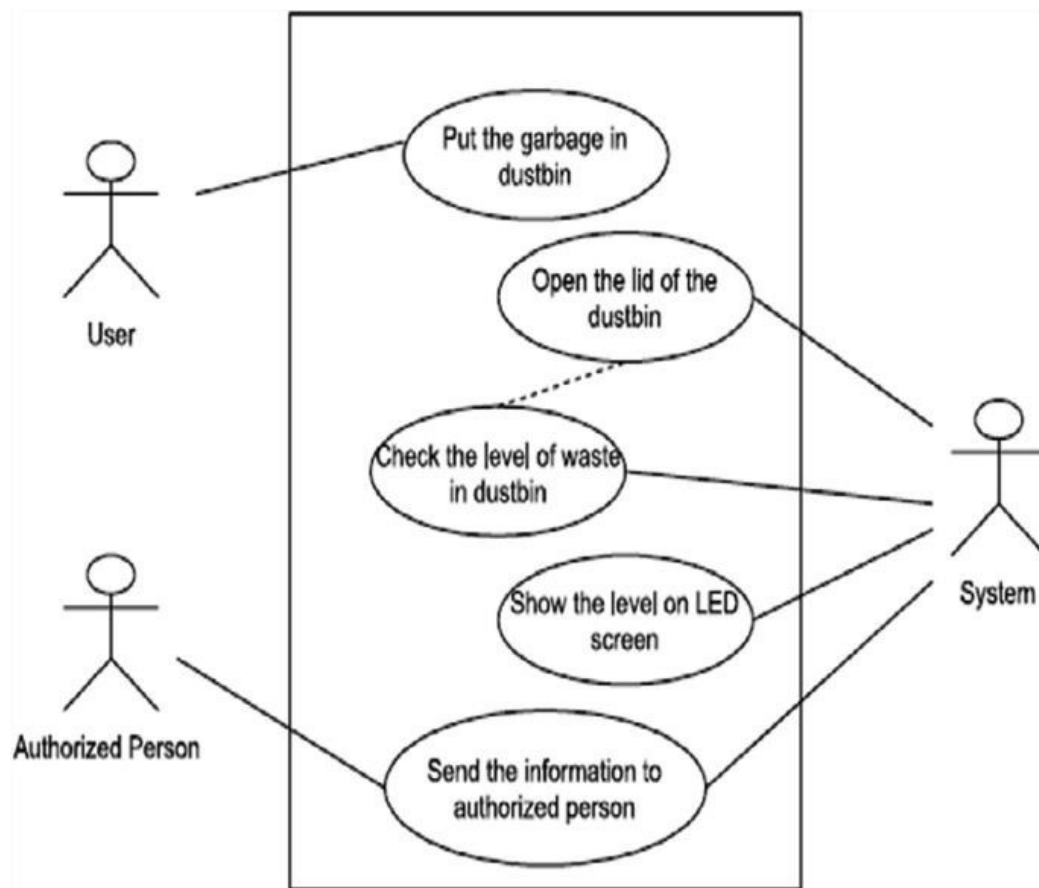 Put the garbage in
dustbin
User
Open the lid of the
dustbin
Check the level of waste
in dustbin
System
Show the level on LED
screen
Authorized Person
Send the information to
authorized person